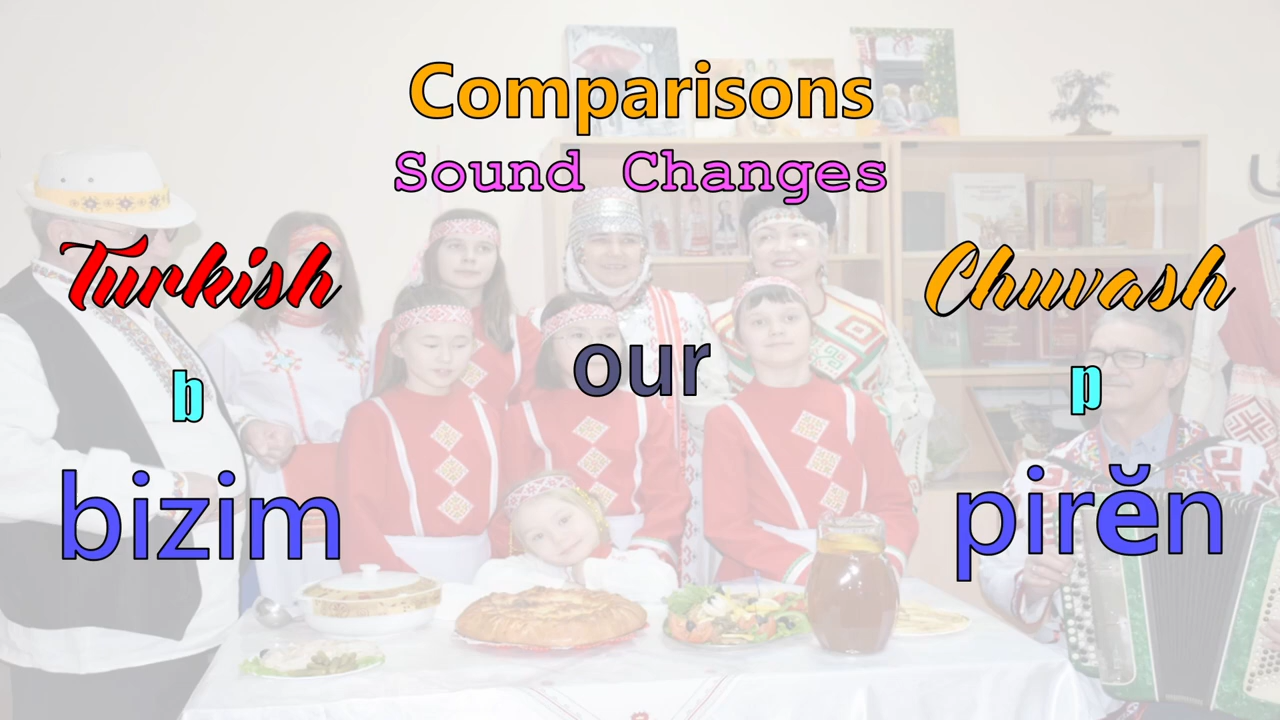 Comparisons
Sound Changes
Turkish
Chuvash
our
b
p
bizim
pirĕn